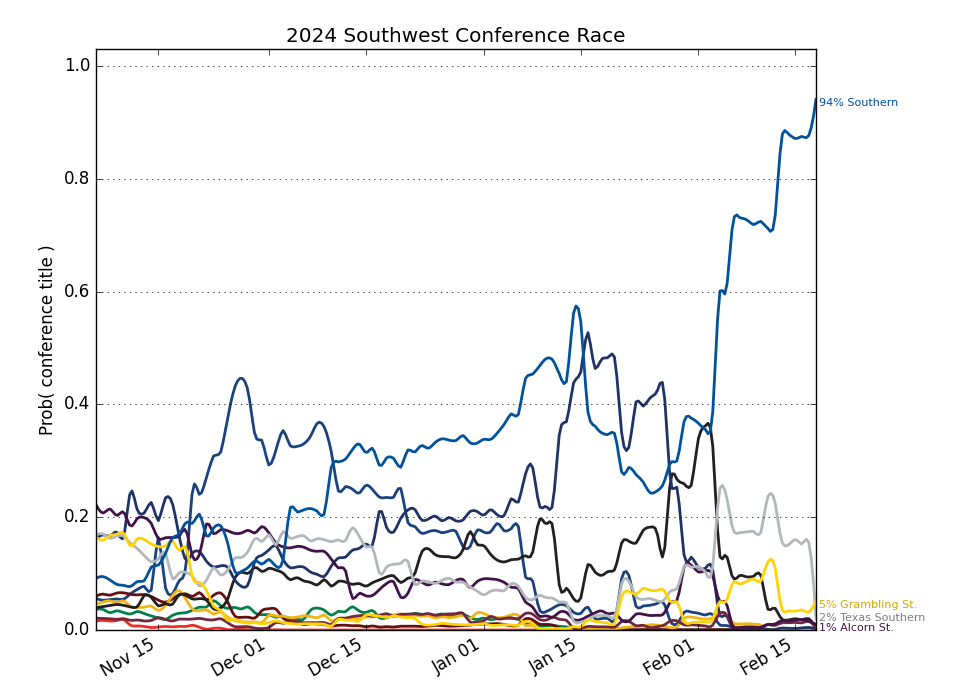 2024 Southwest Conference Race
Prob( conference title )
1.0
0.8
0.6
0.4
0.2
0.0
94% Southern
5% Grambling St.
2% Texas Southern
1% Alcorn St.
Nov 15
Dec 01
Dec 15
Jan 01
Jan 15
Feb 01
Feb 15